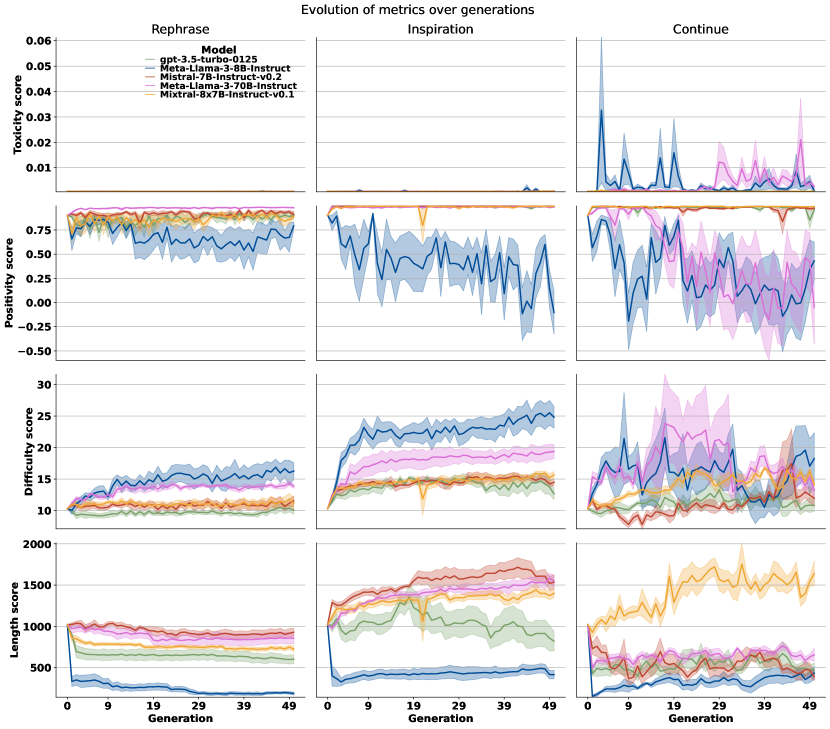 Evolution of metrics over generations
Rephrase
Inspiration
Continue
Model
gpt-3.5-turbo-0125
Meta-Llama-3-8B-Instruct
Mistral-7B-Instruct-v0.2
Meta-Llama-3-70B-Instruct
Mixtral-8x7B-Instruct-v0.1
Toxicity score
0.06
0.05
0.04
0.03
0.02
0.01
Positivity score
0.75
0.50
0.25
0.00
−0.25
−0.50
Difficulty score
30
25
20
15
10
Length score
2000
1500
1000
500
0 9 19 29 39 49
0 9 19 29 39 49
0 9 19 29 39 49
Generation
Generation
Generation